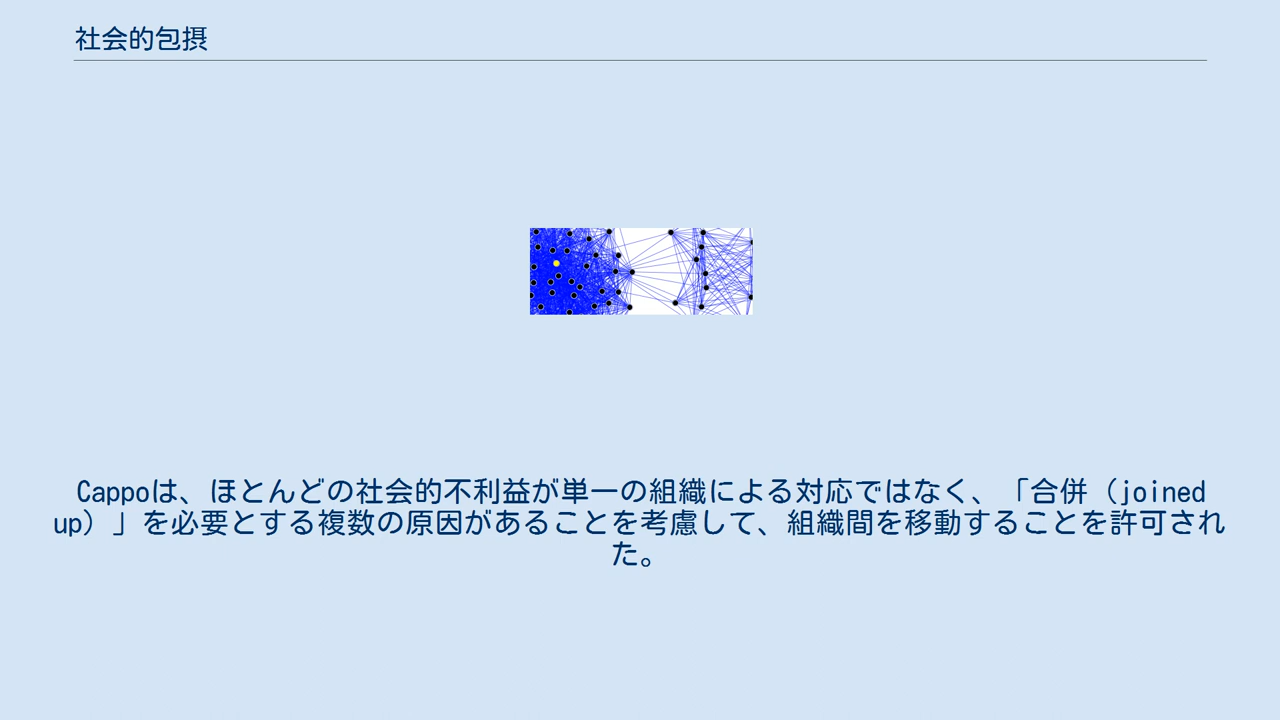 社会的包摂
Cappoは、ほとんどの社会的不利益が単一の組織による対応ではなく、「合併（joined
up）」を必要とする複数の原因があることを考慮して、組織間を移動することを許可され
た。